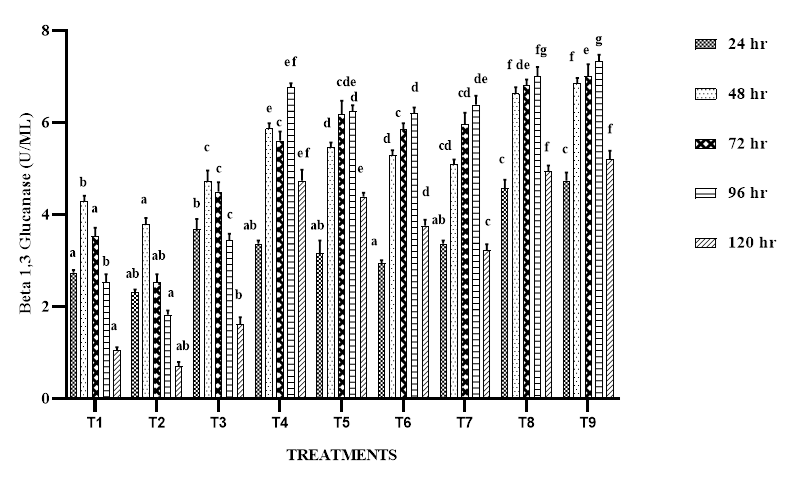 Beta 1,3 Glucanase (U/ML)
8
6
4
2
0
a b a b a
ab a ab a ab
b c c c b
ab e c ef ef
ab d cde d e
a d c d d
ab cd cd de c
c f de fg f
c f e g f
T1 T2 T3 T4 T5 T6 T7 T8 T9
TREATMENTS
24 hr
48 hr
72 hr
96 hr
120 hr